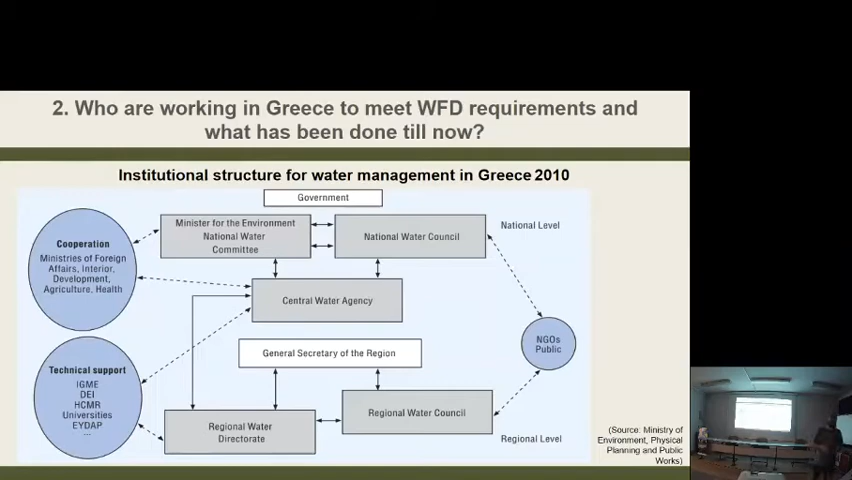 2. Who are working in Greece to meet WFD requirements and
what has been done till now?
Institutional structure for water management in Greece 2010
Government
Minister for the Environment
National Water
Committee
National Water Council
National Level
Cooperation
Ministries of Foreign
Affairs, Interior,
Development,
Agriculture, Health
Central Water Agency
NGOs
Public
General Secretary of the Region
Technical support
IGME
DEI
HCMR
Universities
EYDAP
...
Regional Water
Directorate
Regional Water Council
Regional Level
(Source: Ministry of
Environment, Physical
Planning and Public
Works)